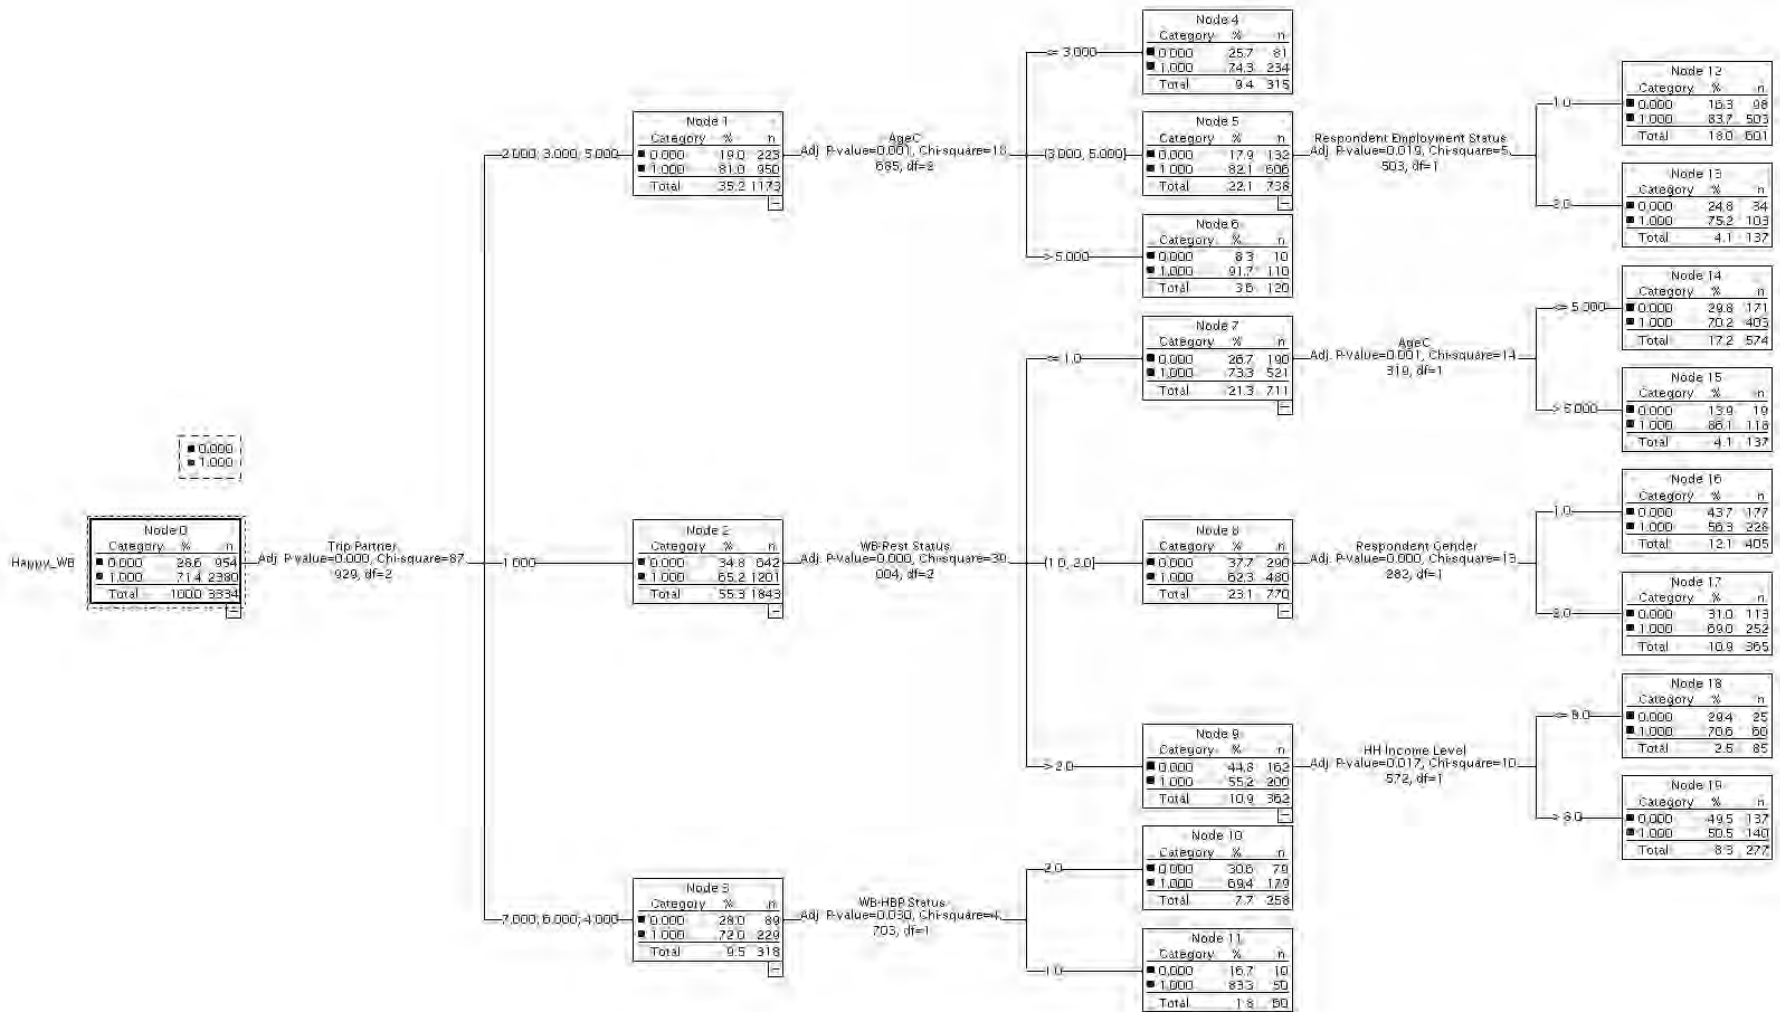 Happy_WB
0.000
1.000
Node 0
Category % n
0.000 28.6 954
1.000 71.4 2380
Total 100.0 3334
Trip Partner
Adj. P-value=0.000, Chi-square=87.
929, df=2
2.000; 3.000; 5.000
1.000
7.000; 6.000; 4.000
Node 1
Category % n
0.000 19.0 223
1.000 81.0 950
Total 35.2 1173
AgeC
Adj. P-value=0.001, Chi-square=18.
685, df=2
Node 2
Category % n
0.000 34.8 642
1.000 65.2 1201
Total 55.3 1843
WB-Rest Status
Adj. P-value=0.000, Chi-square=39.
004, df=2
Node 3
Category % n
0.000 28.0 89
1.000 72.0 229
Total 9.5 318
WB-HBP Status
Adj. P-value=0.030, Chi-square=4.
703, df=1
<= 3.000
(3.000, 5.000]
> 5.000
Node 4
Category % n
0.000 25.7 81
1.000 74.3 234
Total 9.4 315
Node 5
Category % n
0.000 17.9 132
1.000 82.1 606
Total 22.1 738
Respondent Employment Status
Adj. P-value=0.019, Chi-square=5.
503, df=1
Node 6
Category % n
0.000 8.3 10
1.000 91.7 110
Total 3.6 120
<= 1.0
(1.0, 2.0]
> 2.0
Node 7
Category % n
0.000 26.7 190
1.000 73.3 521
Total 21.3 711
AgeC
Adj. P-value=0.001, Chi-square=14.
319, df=1
Node 8
Category % n
0.000 37.7 290
1.000 62.3 480
Total 23.1 770
Respondent Gender
Adj. P-value=0.000, Chi-square=13.
282, df=1
Node 9
Category % n
0.000 44.8 162
1.000 55.2 200
Total 10.9 362
HH Income Level
Adj. P-value=0.017, Chi-square=10.
572, df=1
2.0
1.0
Node 10
Category % n
0.000 30.6 79
1.000 69.4 179
Total 7.7 258
Node 11
Category % n
0.000 16.7 10
1.000 83.3 50
Total 1.8 60
1.0
2.0
Node 12
Category % n
0.000 16.3 98
1.000 83.7 503
Total 18.0 601
Node 13
Category % n
0.000 24.8 34
1.000 75.2 103
Total 4.1 137
<= 5.000
> 5.000
Node 14
Category % n
0.000 29.8 171
1.000 70.2 403
Total 17.2 574
Node 15
Category % n
0.000 13.9 19
1.000 86.1 118
Total 4.1 137
1.0
2.0
Node 16
Category % n
0.000 43.7 177
1.000 56.3 228
Total 12.1 405
Node 17
Category % n
0.000 31.0 113
1.000 69.0 252
Total 10.9 365
Node 18
Category % n
0.000 29.4 25
1.000 70.6 60
Total 2.5 85
Node 19
Category % n
0.000 49.5 137
1.000 50.5 140
Total 8.3 277